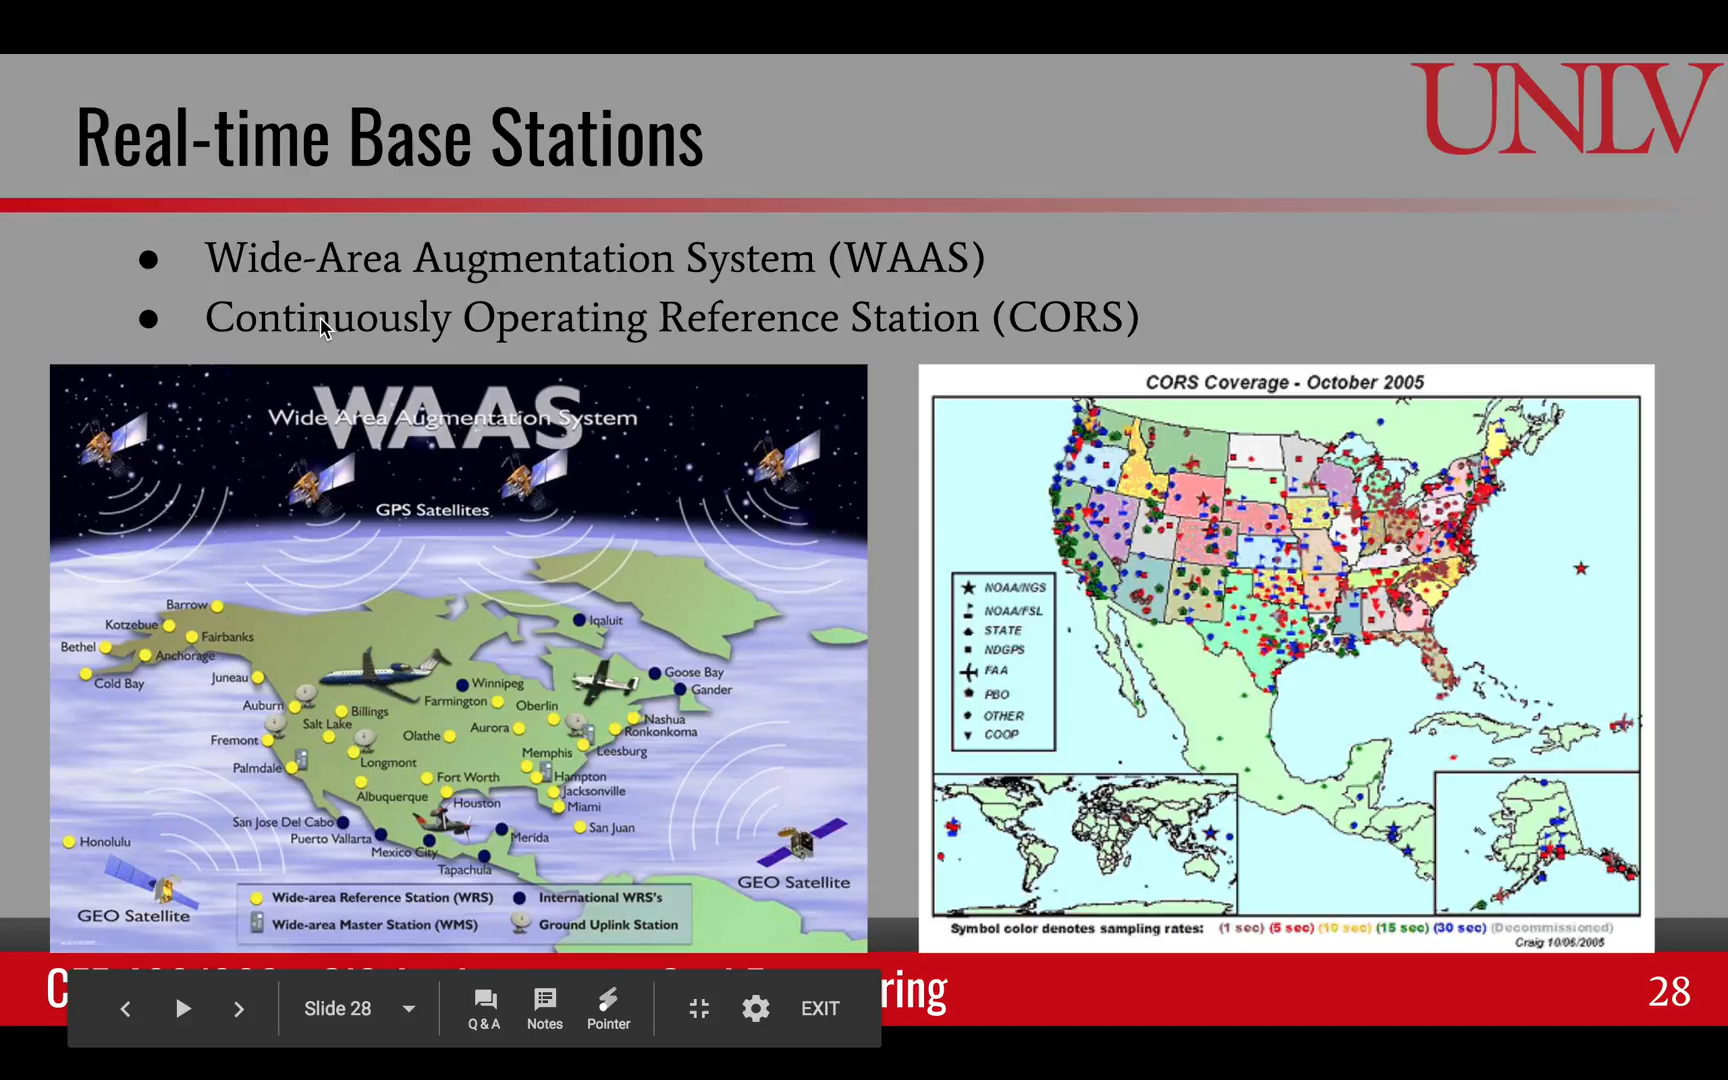 UNLV
Real-time Base Stations
● Wide-Area Augmentation System (WAAS)
● Continuously Operating Reference Station (CORS)
WAAS
Wide Area Augmentation System
GPS Satellites
Barrow
Kotzebue
Fairbanks
Bethel
Anchorage
Cold Bay
Juneau
Iqaluit
Goose Bay
Gander
Winnipeg
Farmington
Oberlin
Auburn
Billings
Salt Lake
Nashua
Ronkonkoma
Fremont
Olathe
Aurora
Leesburg
Palmdale
Longmont
Memphis
Hampton
Fort Worth
Jacksonville
Albuquerque
Houston
Miami
San Jose Del Cabo
San Juan
Puerto Vallarta
Merida
Honolulu
Mexico City
Tapachula
GEO Satellite
GEO Satellite
Wide-area Reference Station (WRS)
International WRS's
Wide-area Master Station (WMS)
Ground Uplink Station
CORS Coverage - October 2005
NOAA/NGS
NOAA/FSL
STATE
NDGPS
FAA
PBO
OTHER
COOP
Symbol color denotes sampling rates: (1 sec) (5 sec) (10 sec) (15 sec) (30 sec) (Decommissioned)
Craig 10/06/2005
ring
28
Slide 28
Q & A
Notes
Pointer
EXIT